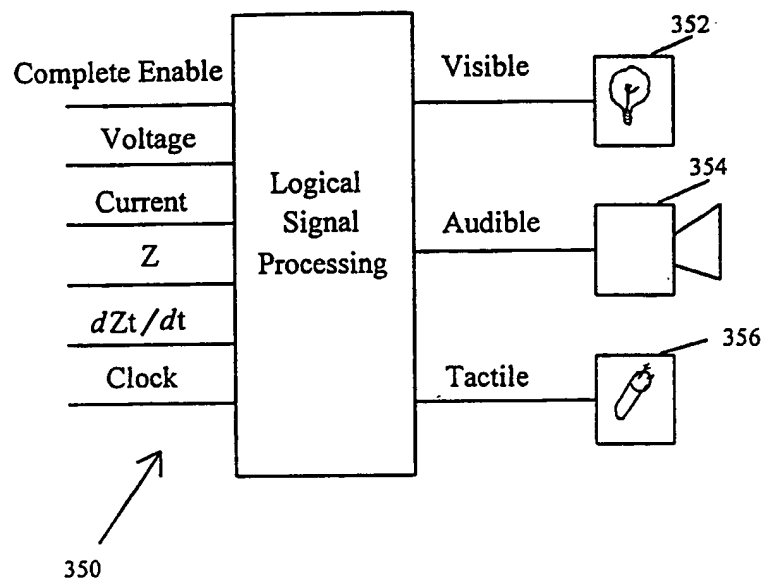 352
Complete Enable
Visible
Voltage
354
Current
Logical
Signal
Processing
Audible
Z
dZt/dt
356
Clock
Tactile
350